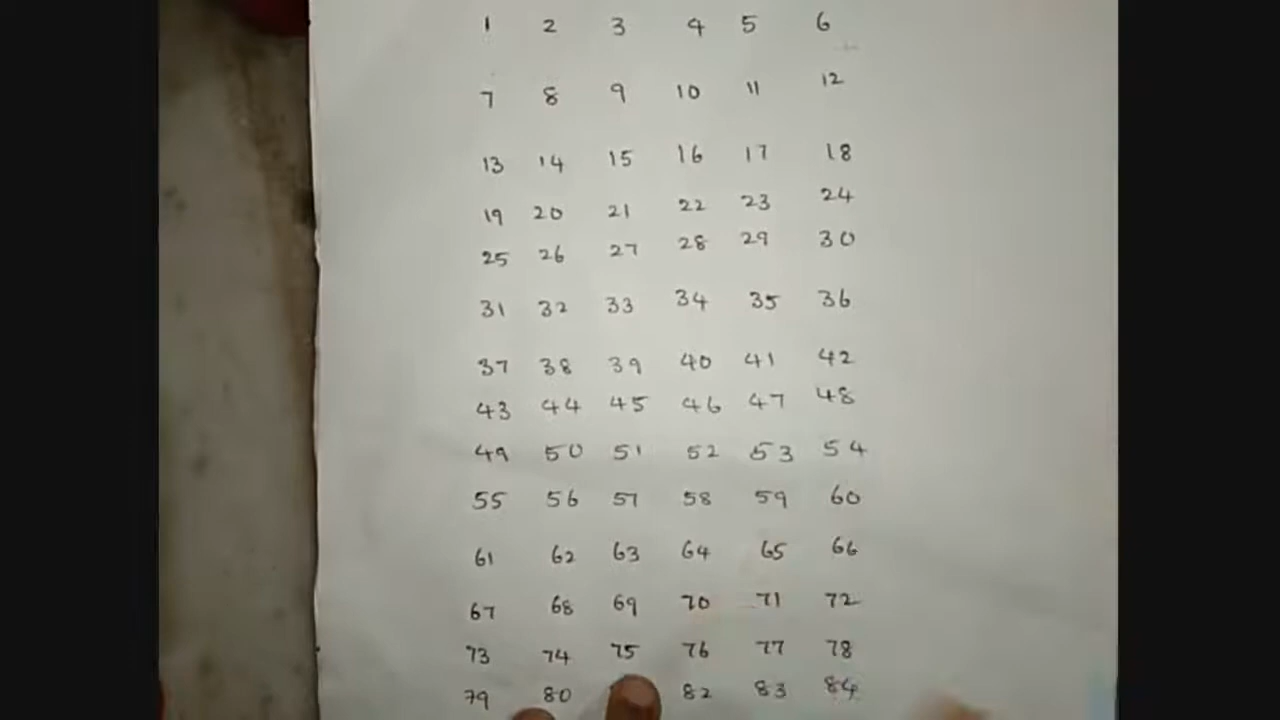 1 2 3 4 5 6
7 8 9 10 11 12
13 14 15 16 17 18
19 20 21 22 23 24
25 26 27 28 29 30
31 32 33 34 35 36
37 38 39 40 41 42
43 44 45 46 47 48
49 50 51 52 53 54
55 56 57 58 59 60
61 62 63 64 65 66
67 68 69 70 71 72
73 74 75 76 77 78
79 80 82 83 84